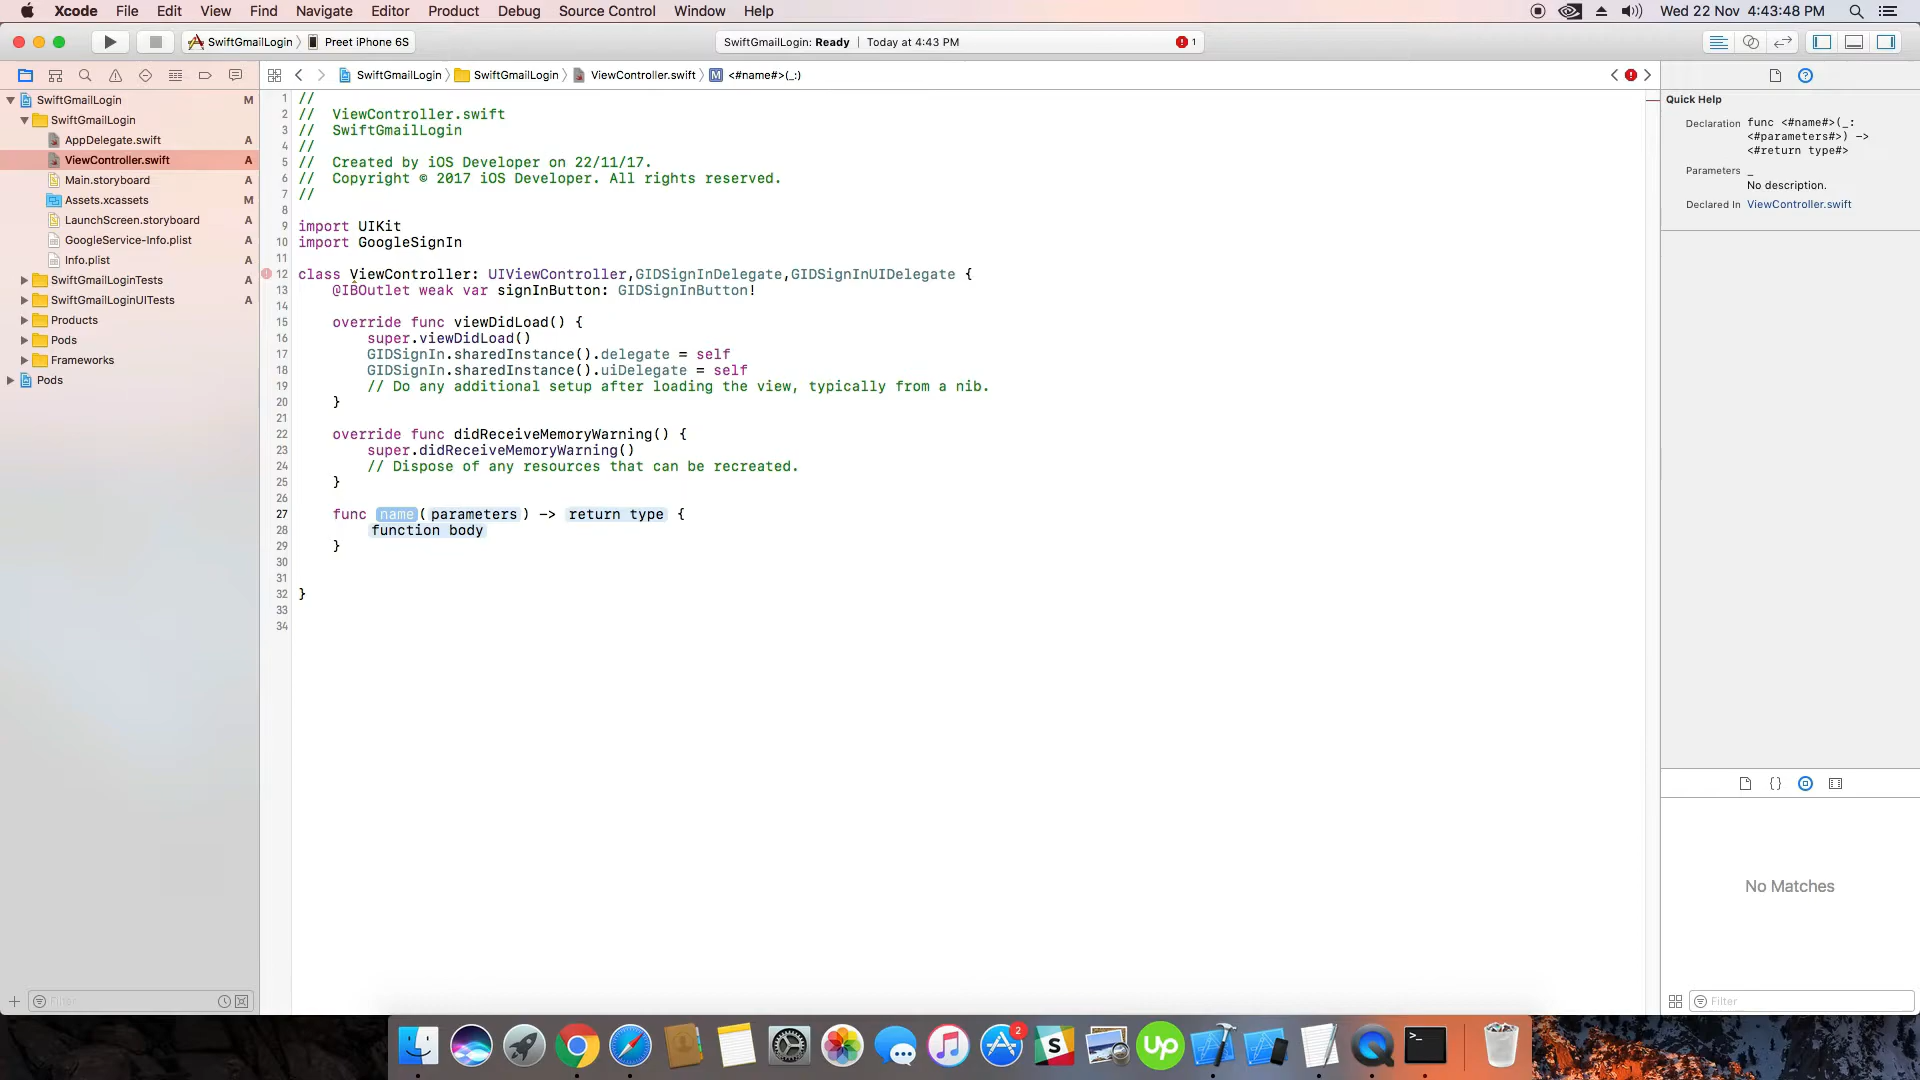 Xcode File Edit View Find Navigate Editor Product Debug Source Control Window Help Wed 22 Nov 4:43:48 PM
SwiftGmailLogin Preet iPhone 6S SwiftGmailLogin: Ready Today at 4:43 PM 1
SwiftGmailLogin SwiftGmailLogin ViewController.swift M <#name#>(_:)
SwiftGmailLogin M
SwiftGmailLogin
AppDelegate.swift A
ViewController.swift A
Main.storyboard A
Assets.xcassets M
LaunchScreen.storyboard A
GoogleService-Info.plist A
Info.plist A
SwiftGmailLoginTests A
SwiftGmailLoginUITests A
Products
Pods
Frameworks
Pods
Filter
1 //
2 // ViewController.swift
3 // SwiftGmailLogin
4 //
5 // Created by iOS Developer on 22/11/17.
6 // Copyright © 2017 iOS Developer. All rights reserved.
7 //
8
9 import UIKit
10 import GoogleSignIn
11
12 class ViewController: UIViewController,GIDSignInDelegate,GIDSignInUIDelegate {
13 @IBOutlet weak var signInButton: GIDSignInButton!
14
15 override func viewDidLoad() {
16 super.viewDidLoad()
17 GIDSignIn.sharedInstance().delegate = self
18 GIDSignIn.sharedInstance().uiDelegate = self
19 // Do any additional setup after loading the view, typically from a nib.
20 }
21
22 override func didReceiveMemoryWarning() {
23 super.didReceiveMemoryWarning()
24 // Dispose of any resources that can be recreated.
25 }
26
27 func name(parameters) -> return type {
28 function body
29 }
30
31
32 }
33
34
Quick Help
Declaration func <#name#>(_:
<#parameters#>) ->
<#return type#>
Parameters _
No description.
Declared In ViewController.swift
{}
No Matches
Filter
2
S
Up
>_